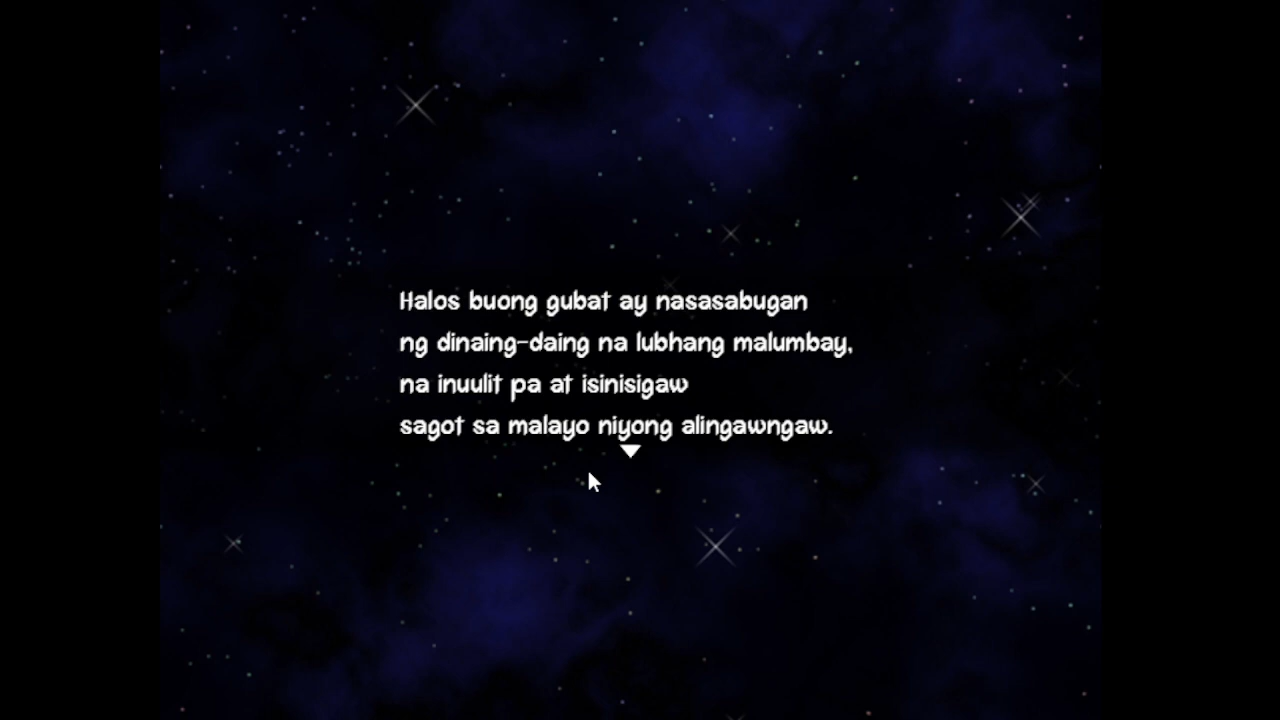 Halos buong gubat ay nasasabugan
ng dinaing-daing na lubhang malumbay,
na inuulit pa at isinisigaw
sagot sa malayo niyong alingawngaw.